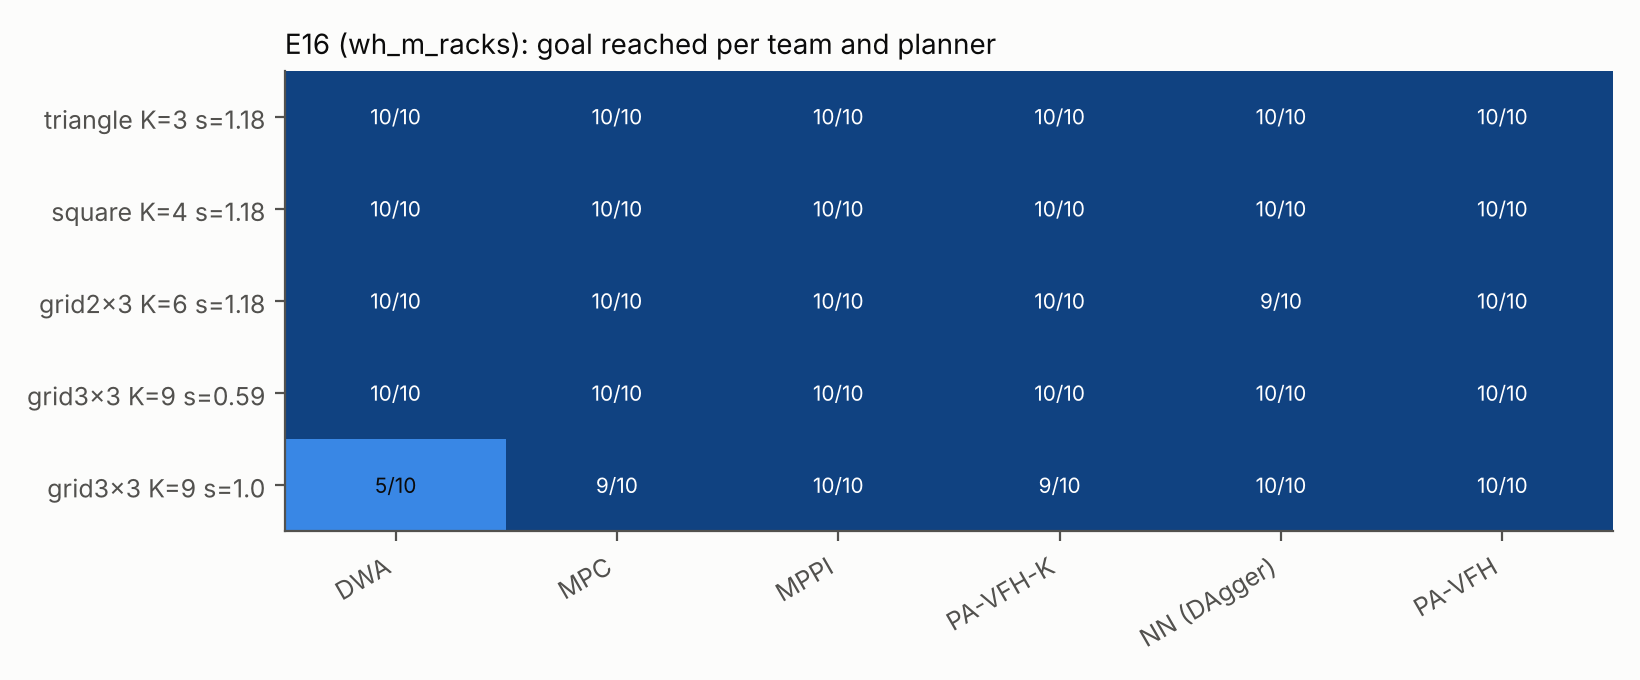 E16 (wh_m_racks): goal reached per team and planner
triangle K=3 s=1.18 10/10 10/10 10/10 10/10 10/10 10/10
square K=4 s=1.18 10/10 10/10 10/10 10/10 10/10 10/10
grid2×3 K=6 s=1.18 10/10 10/10 10/10 10/10 9/10 10/10
grid3×3 K=9 s=0.59 10/10 10/10 10/10 10/10 10/10 10/10
grid3×3 K=9 s=1.0 5/10 9/10 10/10 9/10 10/10 10/10
DWA MPC MPPI PA-VFH-K NN (DAgger) PA-VFH